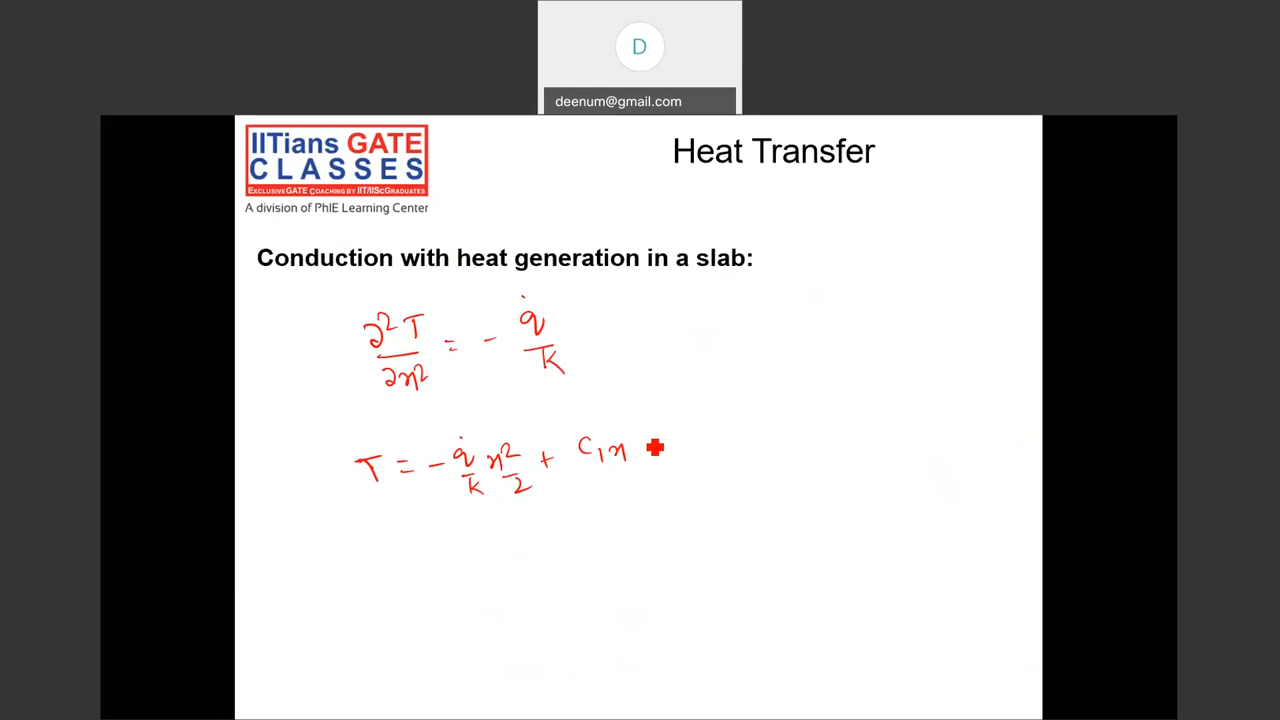 D
deenum@gmail.com
IITians GATE
CLASSES
EXCLUSIVE GATE COACHING BY IIT/IISc GRADUATES
A division of PhIE Learning Center
Heat Transfer
Conduction with heat generation in a slab:
∂²T/∂x² = - q̇/k
T = - q̇/k x²/2 + C₁x